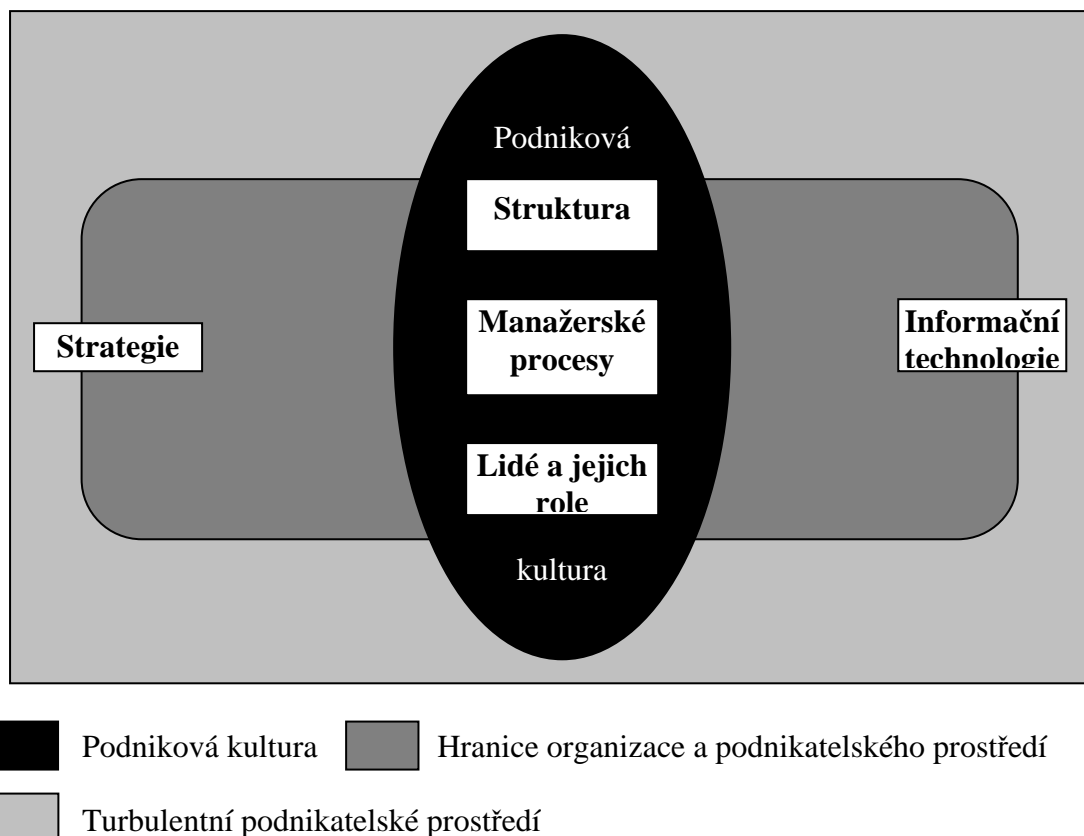 Podniková
Struktura
Manažerské
procesy
Strategie
Informační
technologie
Lidé a jejich
role
kultura
Podniková kultura
Hranice organizace a podnikatelského prostředí
Turbulentní podnikatelské prostředí